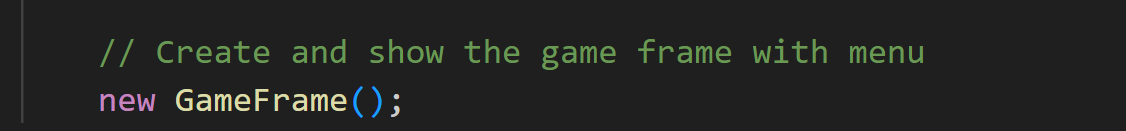 // Create and show the game frame with menu
new GameFrame();